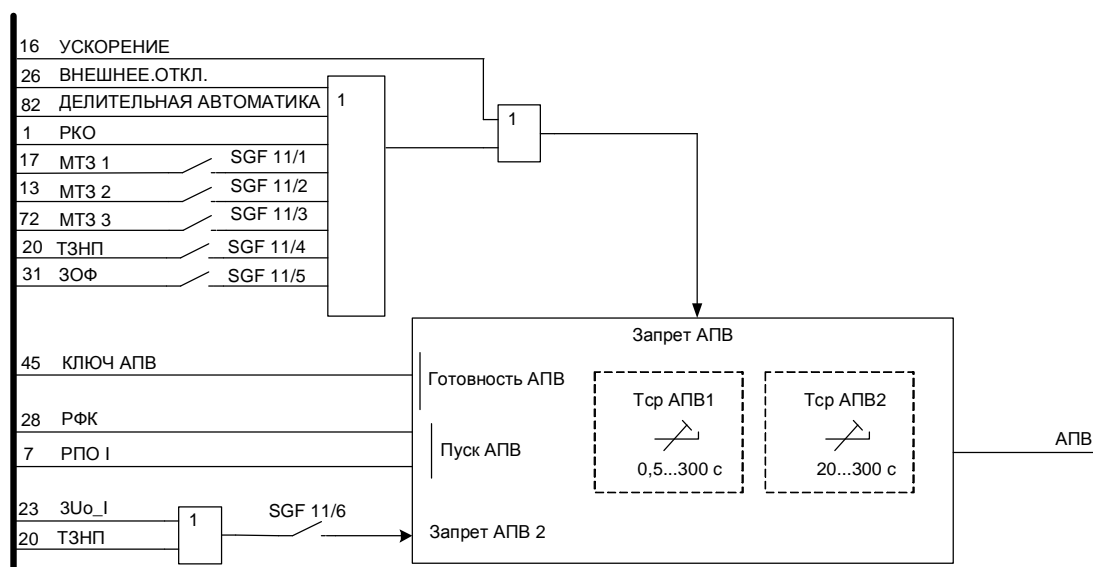 16 УСКОРЕНИЕ
26 ВНЕШНЕЕ.ОТКЛ.
82 ДЕЛИТЕЛЬНАЯ АВТОМАТИКА 1
1 РКО
1
17 МТЗ 1 SGF 11/1
13 МТЗ 2 SGF 11/2
72 МТЗ 3 SGF 11/3
20 ТЗНП SGF 11/4
31 ЗОФ SGF 11/5
Запрет АПВ
45 КЛЮЧ АПВ
Готовность АПВ
Тср АПВ1 Тср АПВ2
28 РФК
АПВ
7 РПО I
Пуск АПВ
0,5...300 с 20...300 с
23 3Uo_I
1
SGF 11/6
20 ТЗНП
Запрет АПВ 2